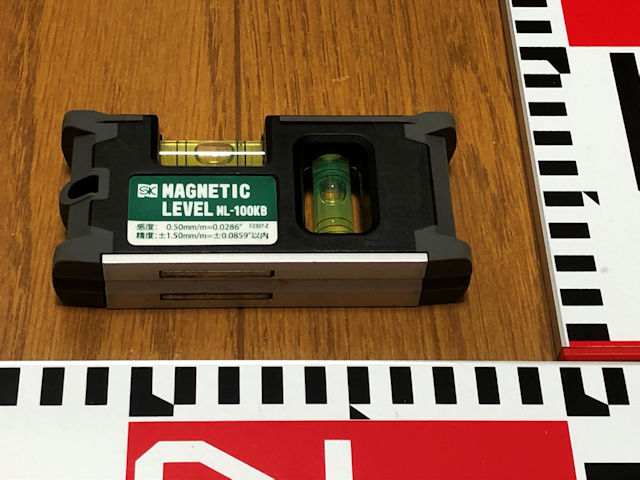 SK MAGNETIC
LEVEL NL-100KB
感度: 0.50mm/m=0.0286° F2357-Z
精度:±1.50mm/m=±0.0859°以内